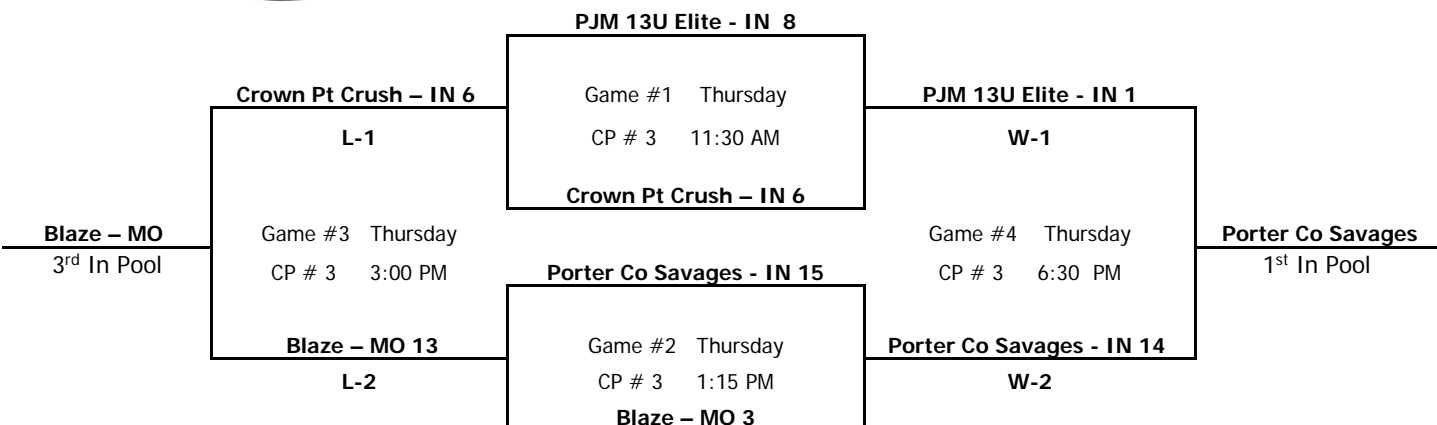 PJM 13U Elite - IN  8
Crown Pt Crush – IN 6
Game #1    Thursday
PJM 13U Elite - IN 1
L-1
CP # 3     11:30 AM
W-1
Crown Pt Crush – IN 6
Blaze – MO
Game #3   Thursday
Game #4    Thursday
Porter Co Savages
3rd In Pool
CP # 3     3:00 PM
Porter Co Savages - IN 15
CP # 3     6:30  PM
1st In Pool
Blaze – MO 13
Game #2   Thursday
Porter Co Savages - IN 14
L-2
CP # 3     1:15 PM
W-2
Blaze – MO 3